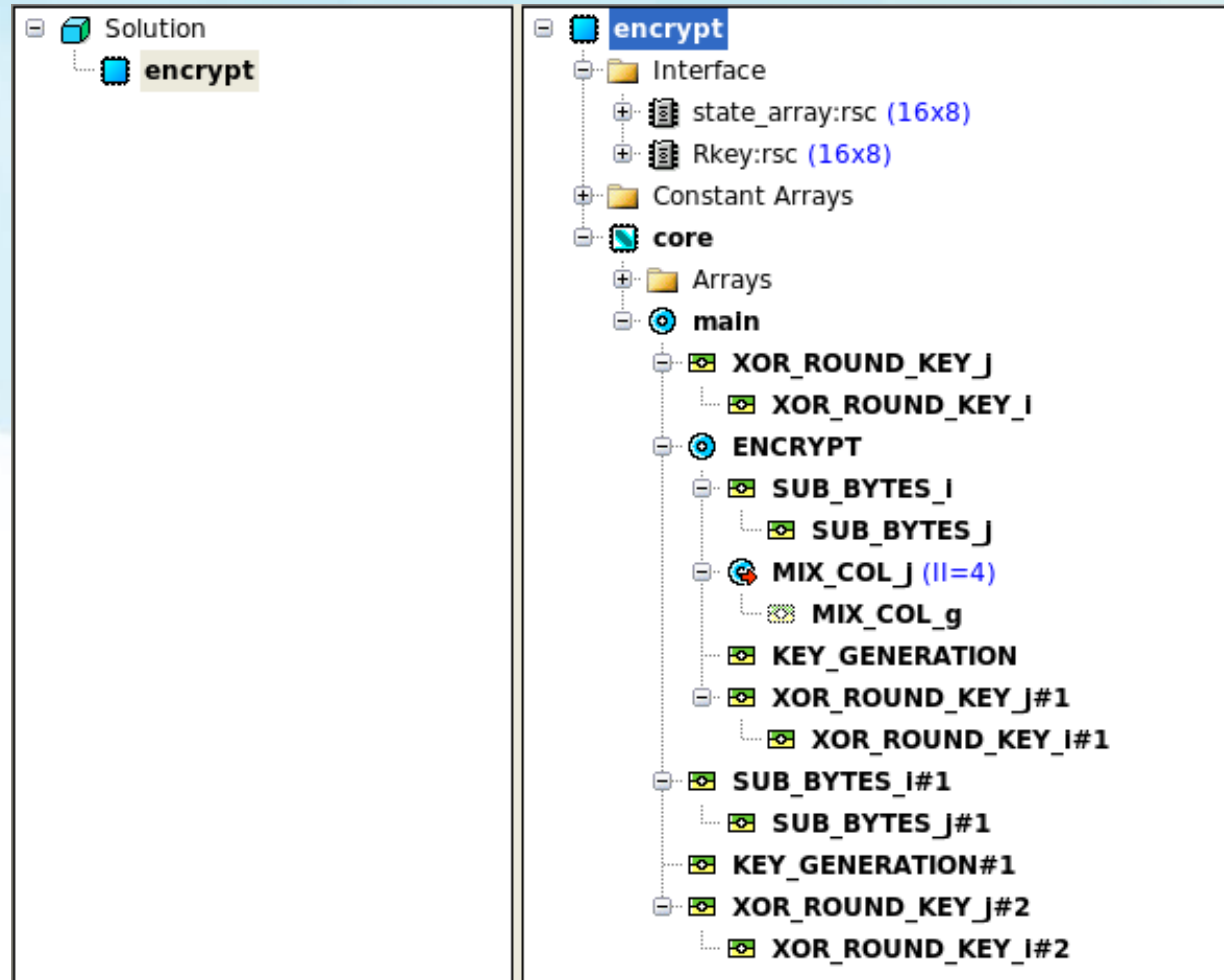 Solution
encrypt
encrypt
Interface
state_array:rsc (16x8)
Rkey:rsc (16x8)
Constant Arrays
core
Arrays
main
XOR_ROUND_KEY_j
XOR_ROUND_KEY_i
ENCRYPT
SUB_BYTES_i
SUB_BYTES_j
MIX_COL_j (II=4)
MIX_COL_g
KEY_GENERATION
XOR_ROUND_KEY_j#1
XOR_ROUND_KEY_i#1
SUB_BYTES_i#1
SUB_BYTES_j#1
KEY_GENERATION#1
XOR_ROUND_KEY_j#2
XOR_ROUND_KEY_i#2